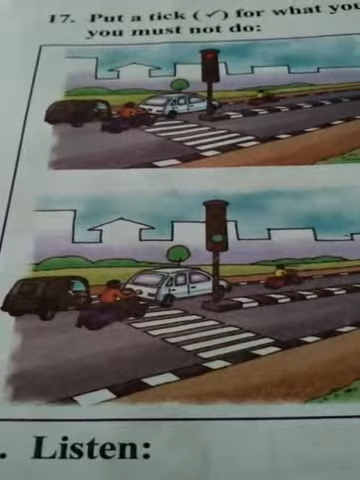 17. Put a tick (✓) for what you
you must not do:
. Listen: